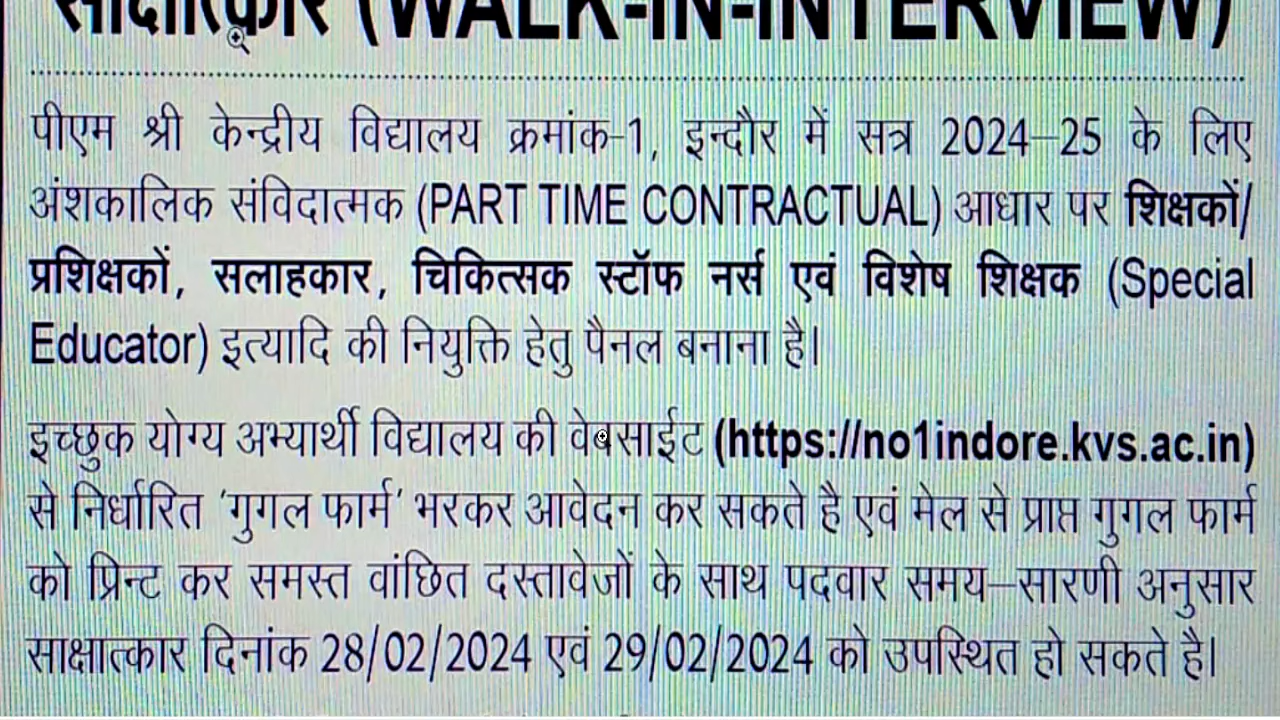 साक्षात्कार (WALK-IN-INTERVIEW)
पीएम श्री केन्द्रीय विद्यालय क्रमांक-1, इन्दौर में सत्र 2024–25 के लिए
अंशकालिक संविदात्मक (PART TIME CONTRACTUAL) आधार पर शिक्षकों/
प्रशिक्षकों, सलाहकार, चिकित्सक स्टॉफ नर्स एवं विशेष शिक्षक (Special
Educator) इत्यादि की नियुक्ति हेतु पैनल बनाना है।
इच्छुक योग्य अभ्यार्थी विद्यालय की वेबसाईट (https://no1indore.kvs.ac.in)
से निर्धारित 'गुगल फार्म' भरकर आवेदन कर सकते है एवं मेल से प्राप्त गुगल फार्म
को प्रिन्ट कर समस्त वांछित दस्तावेजों के साथ पदवार समय–सारणी अनुसार
साक्षात्कार दिनांक 28/02/2024 एवं 29/02/2024 को उपस्थित हो सकते है।